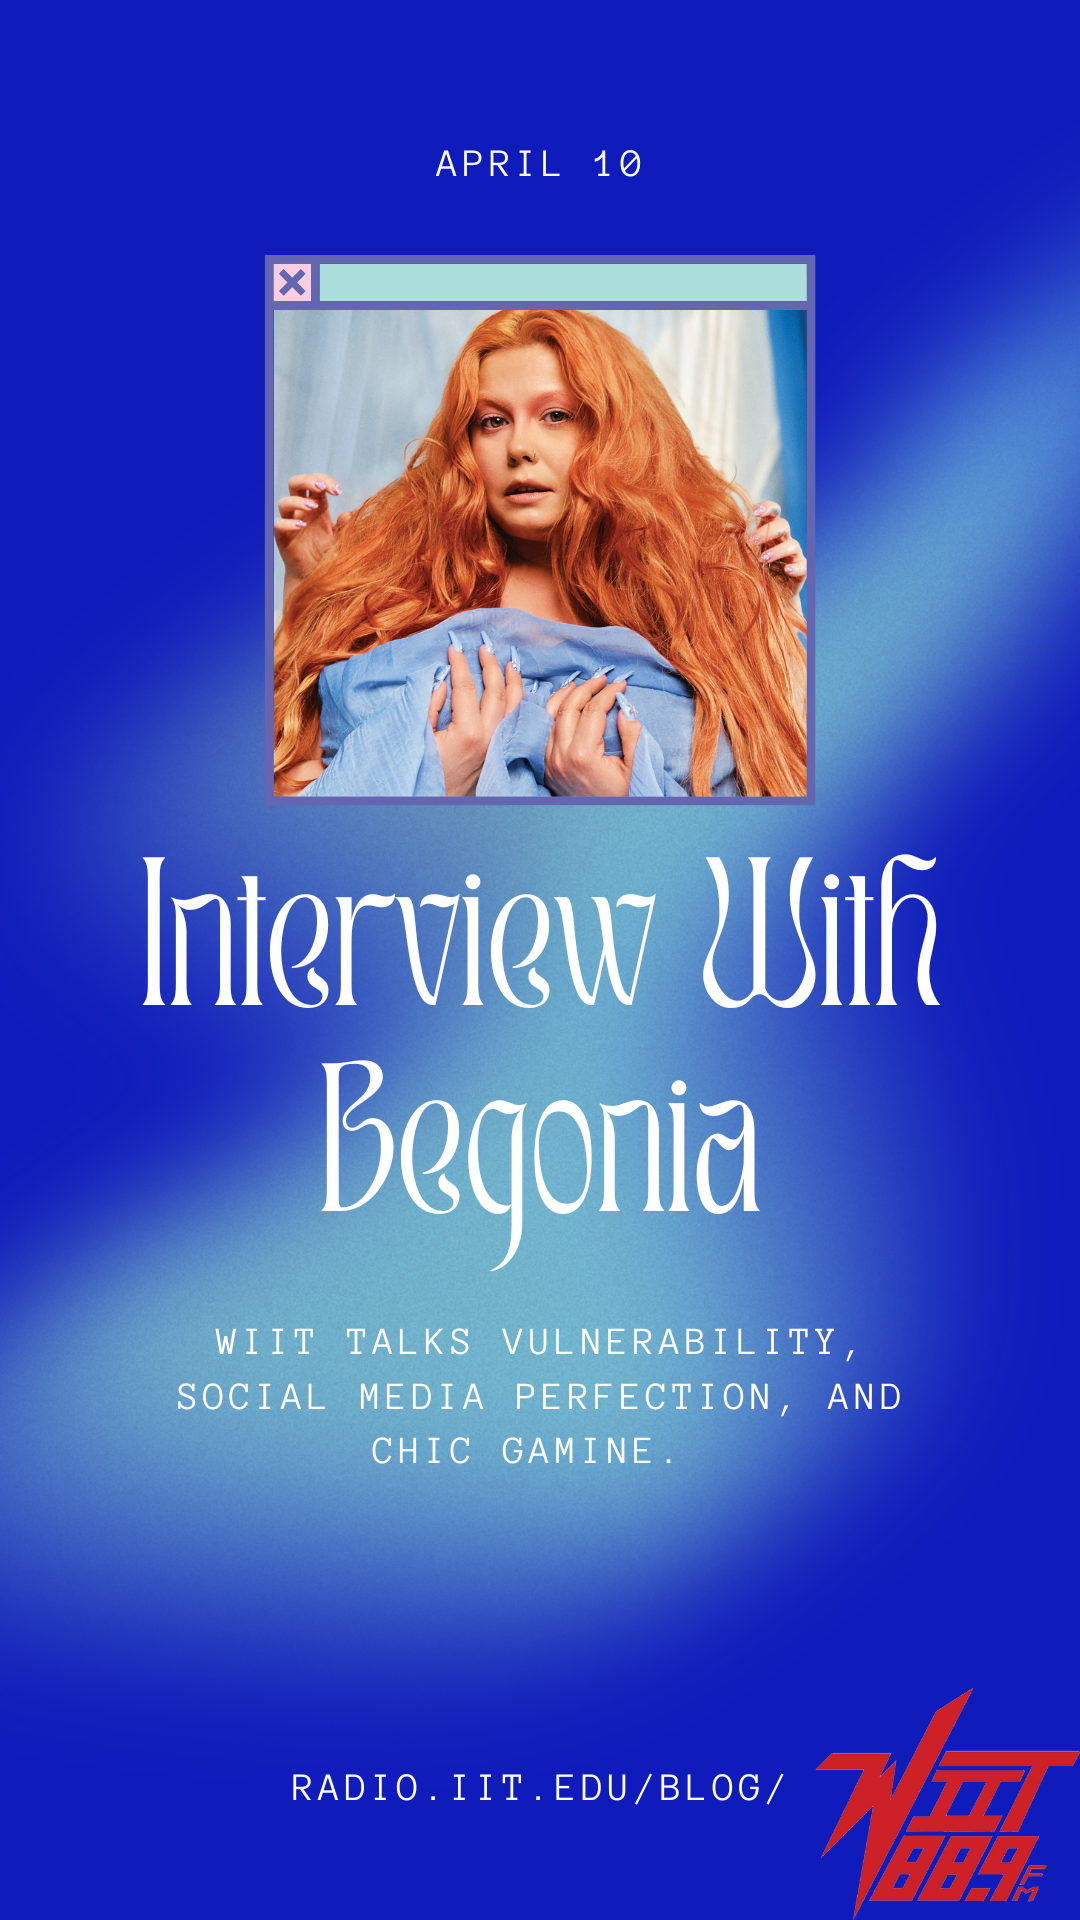 APRIL 10
Interview With
Begonia
WIIT TALKS VULNERABILITY,
SOCIAL MEDIA PERFECTION, AND
CHIC GAMINE.
RADIO.IIT.EDU/BLOG/
WIIT
88.9 FM